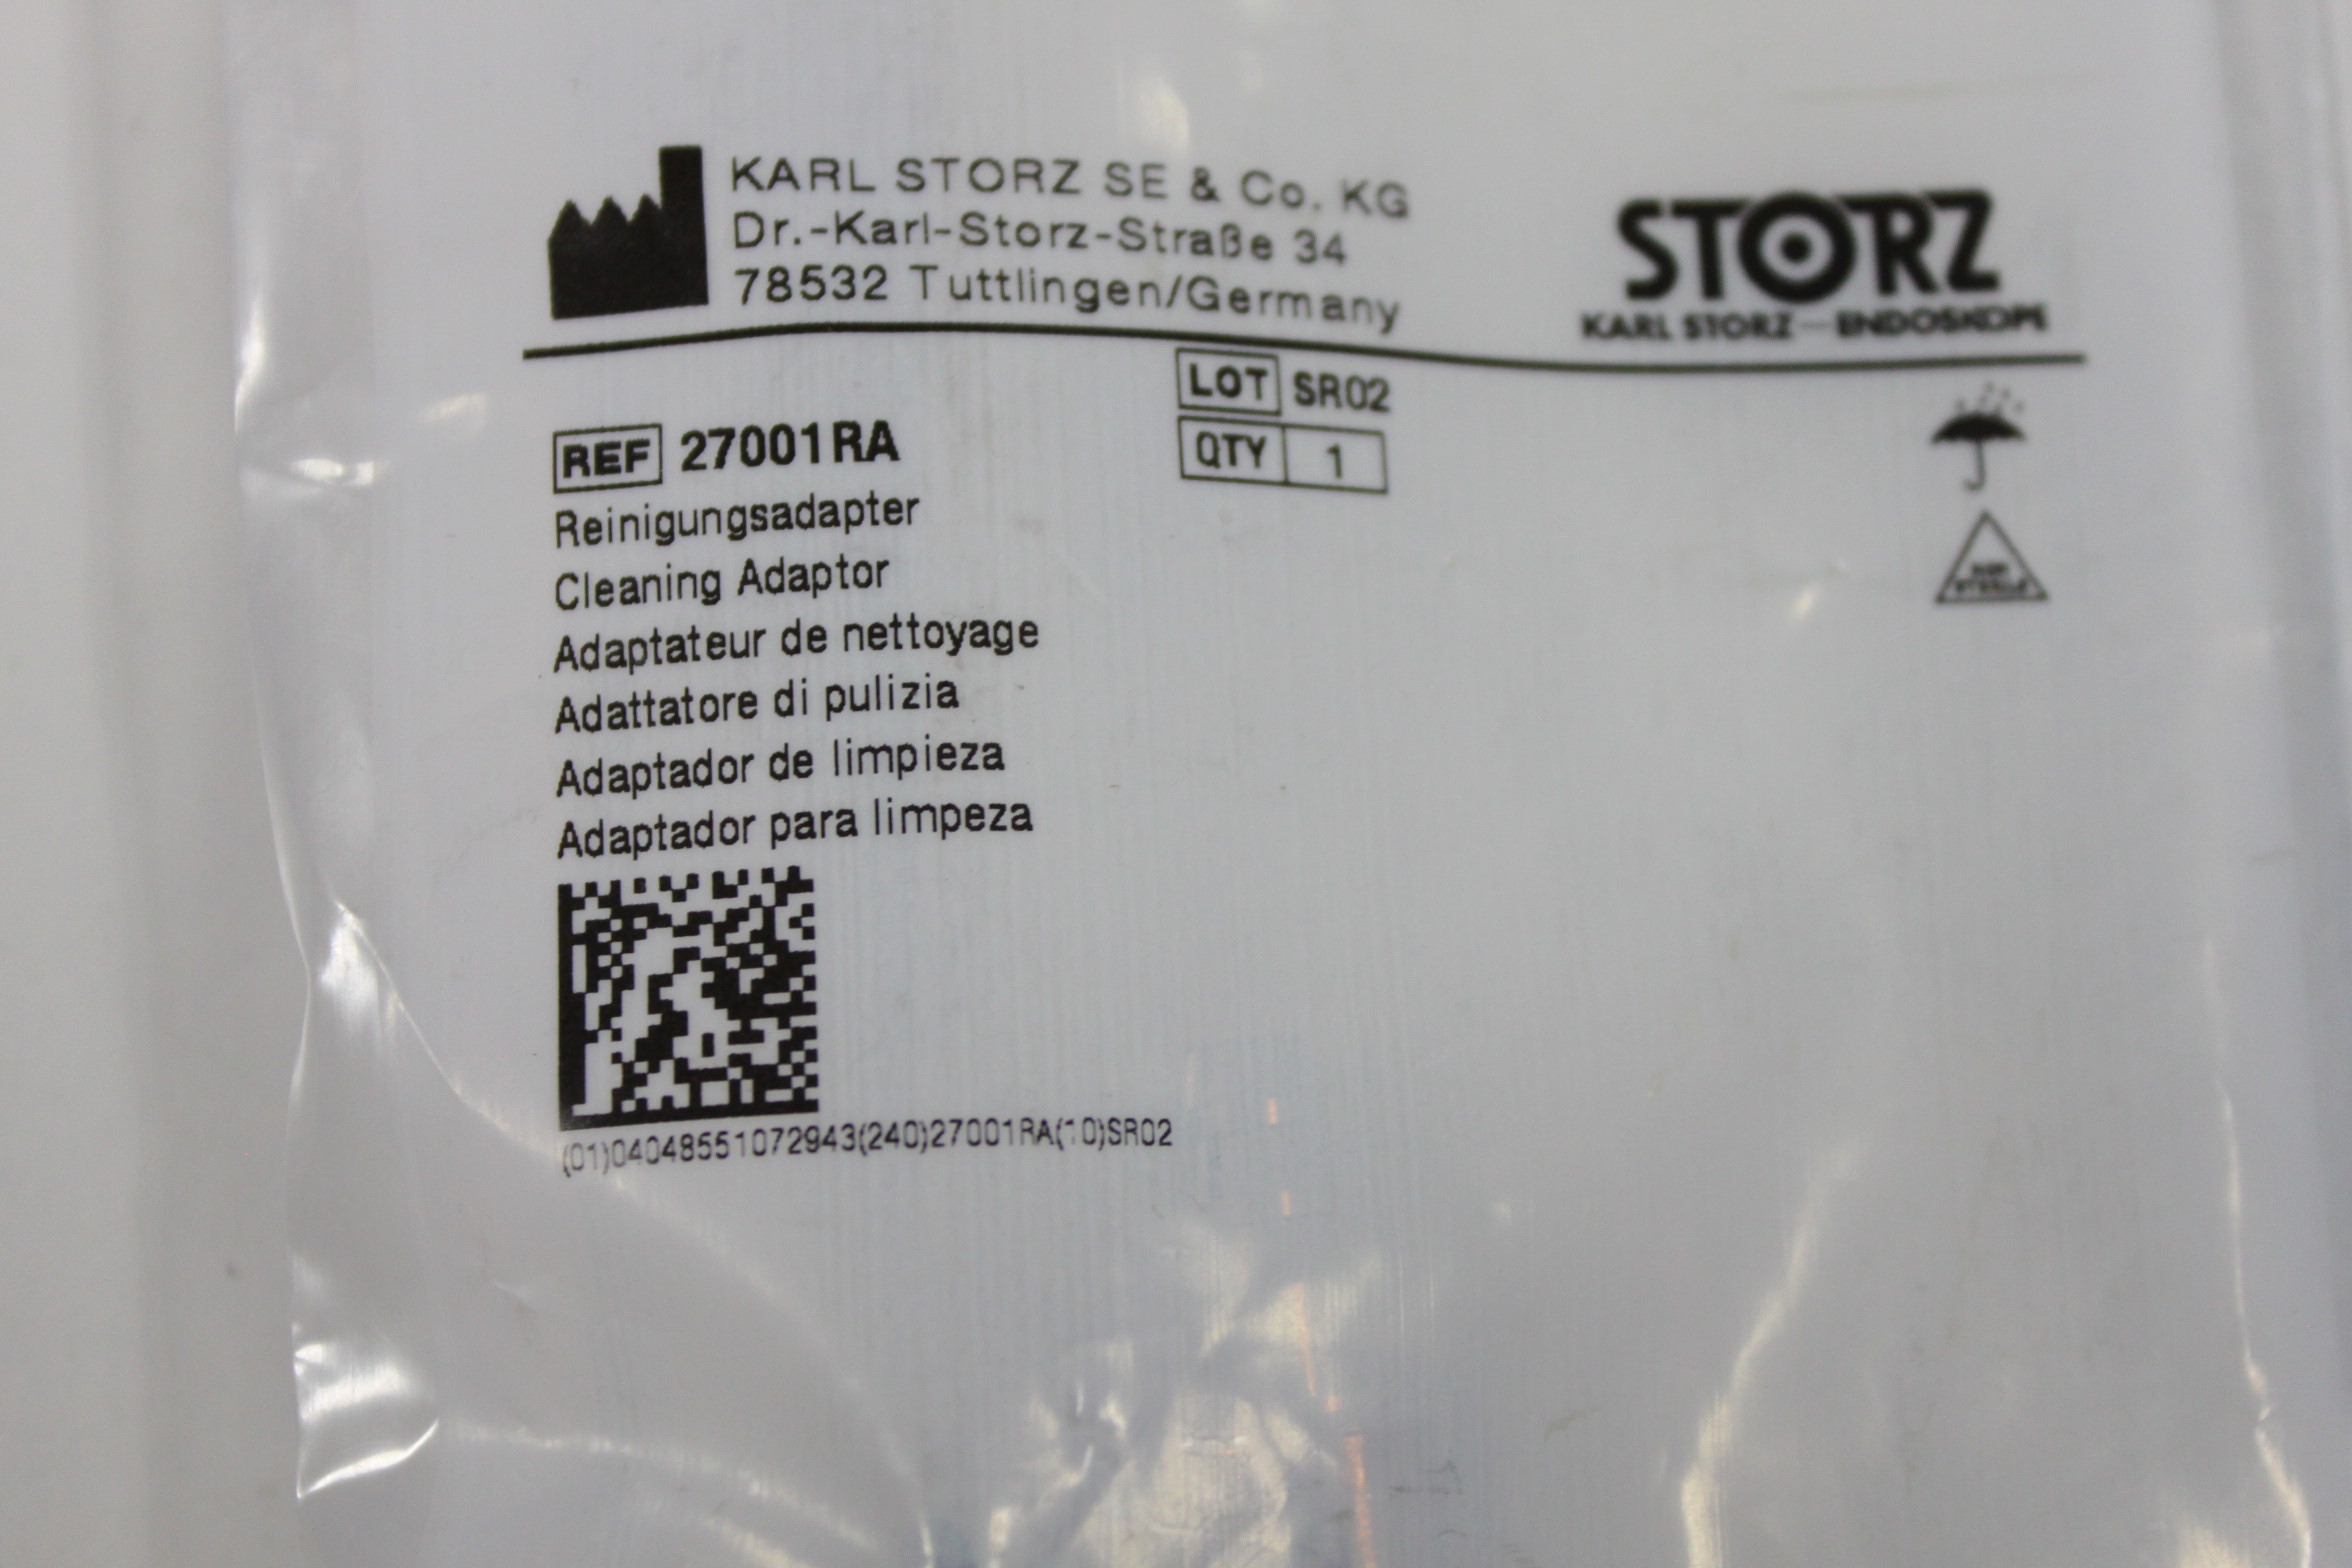 KARL STORZ SE & Co. KG
Dr.-Karl-Storz-Straße 34
78532 Tuttlingen/Germany
STORZ
KARL STORZ—ENDOSKOPE
LOT SR02
QTY 1
REF 27001RA
Reinigungsadapter
Cleaning Adaptor
Adaptateur de nettoyage
Adattatore di pulizia
Adaptador de limpieza
Adaptador para limpeza
NON
STERILE
(01)04048551072943(240)27001RA(10)SR02